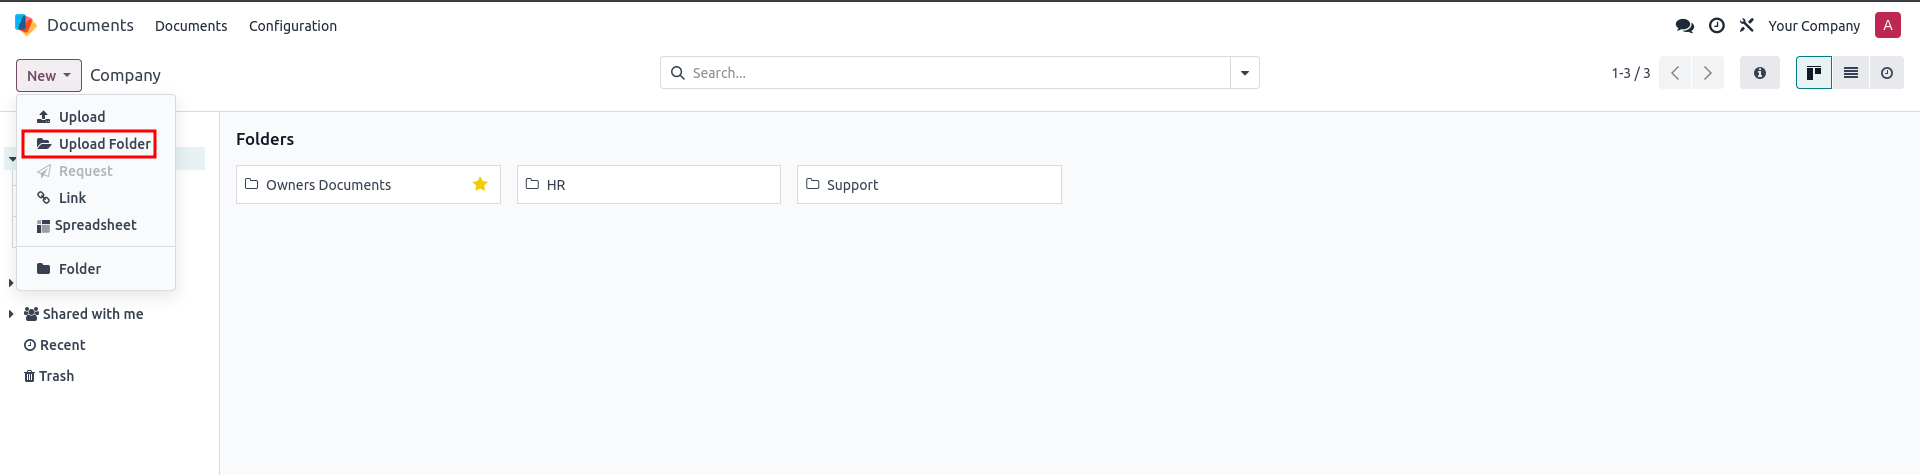 Documents Documents Configuration Your Company A
New Company Search... 1-3 / 3
Upload
Upload Folder
Request
Link
Spreadsheet
Folder
Shared with me
Recent
Trash
Folders
Owners Documents HR Support